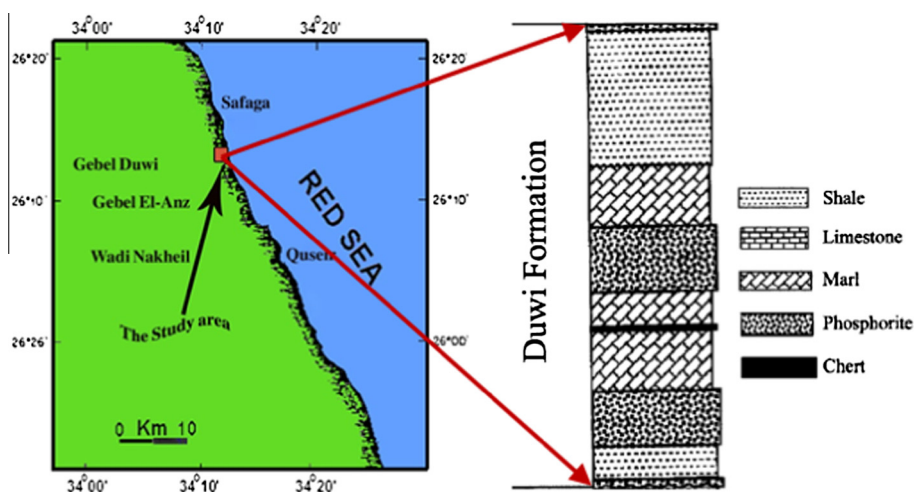 34°00' 34°10' 34°20'
26°20' 26°20'
Safaga
Gebel Duwi
Gebel El-Anz
26°10' 26°10'
RED SEA
Wadi Nakheil
Quseir
The Study area
26°26' 26°00'
0 Km 10
34°00' 34°10' 34°20'
Duwi Formation
Shale
Limestone
Marl
Phosphorite
Chert